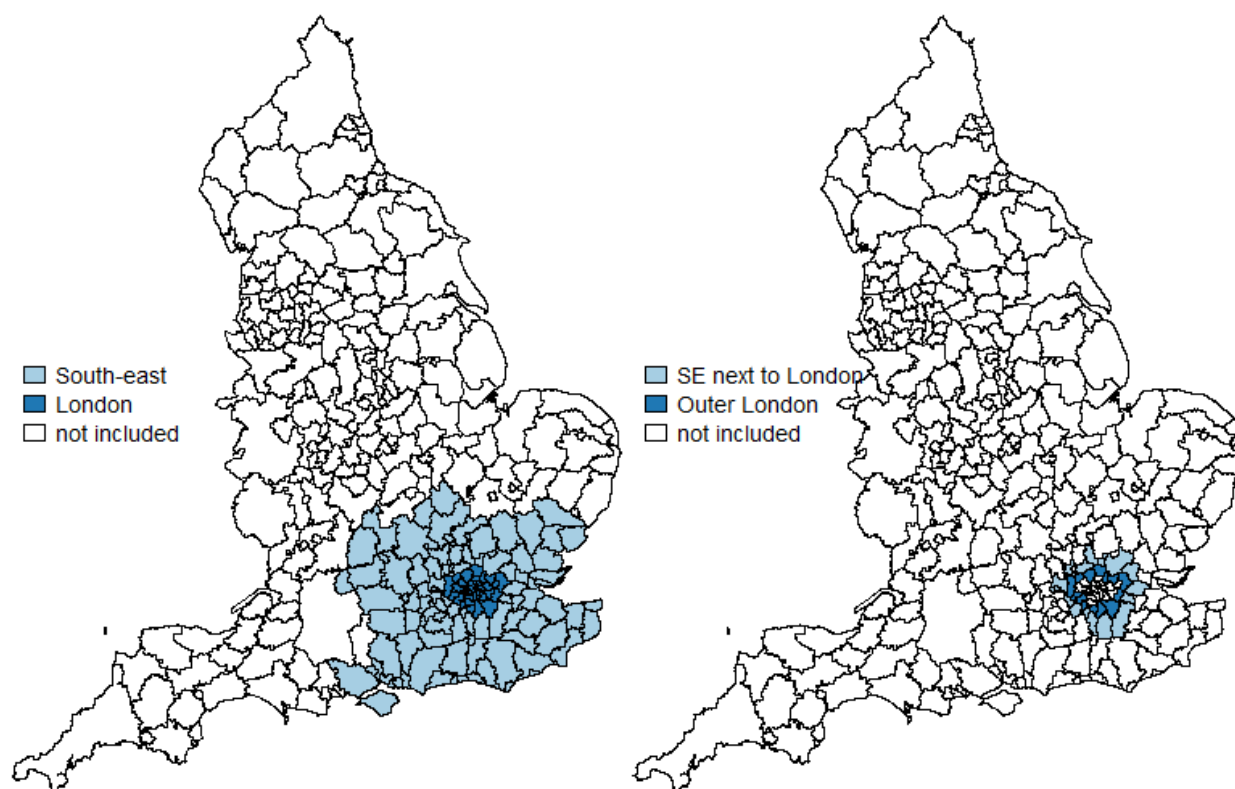 South-east
London
not included
SE next to London
Outer London
not included